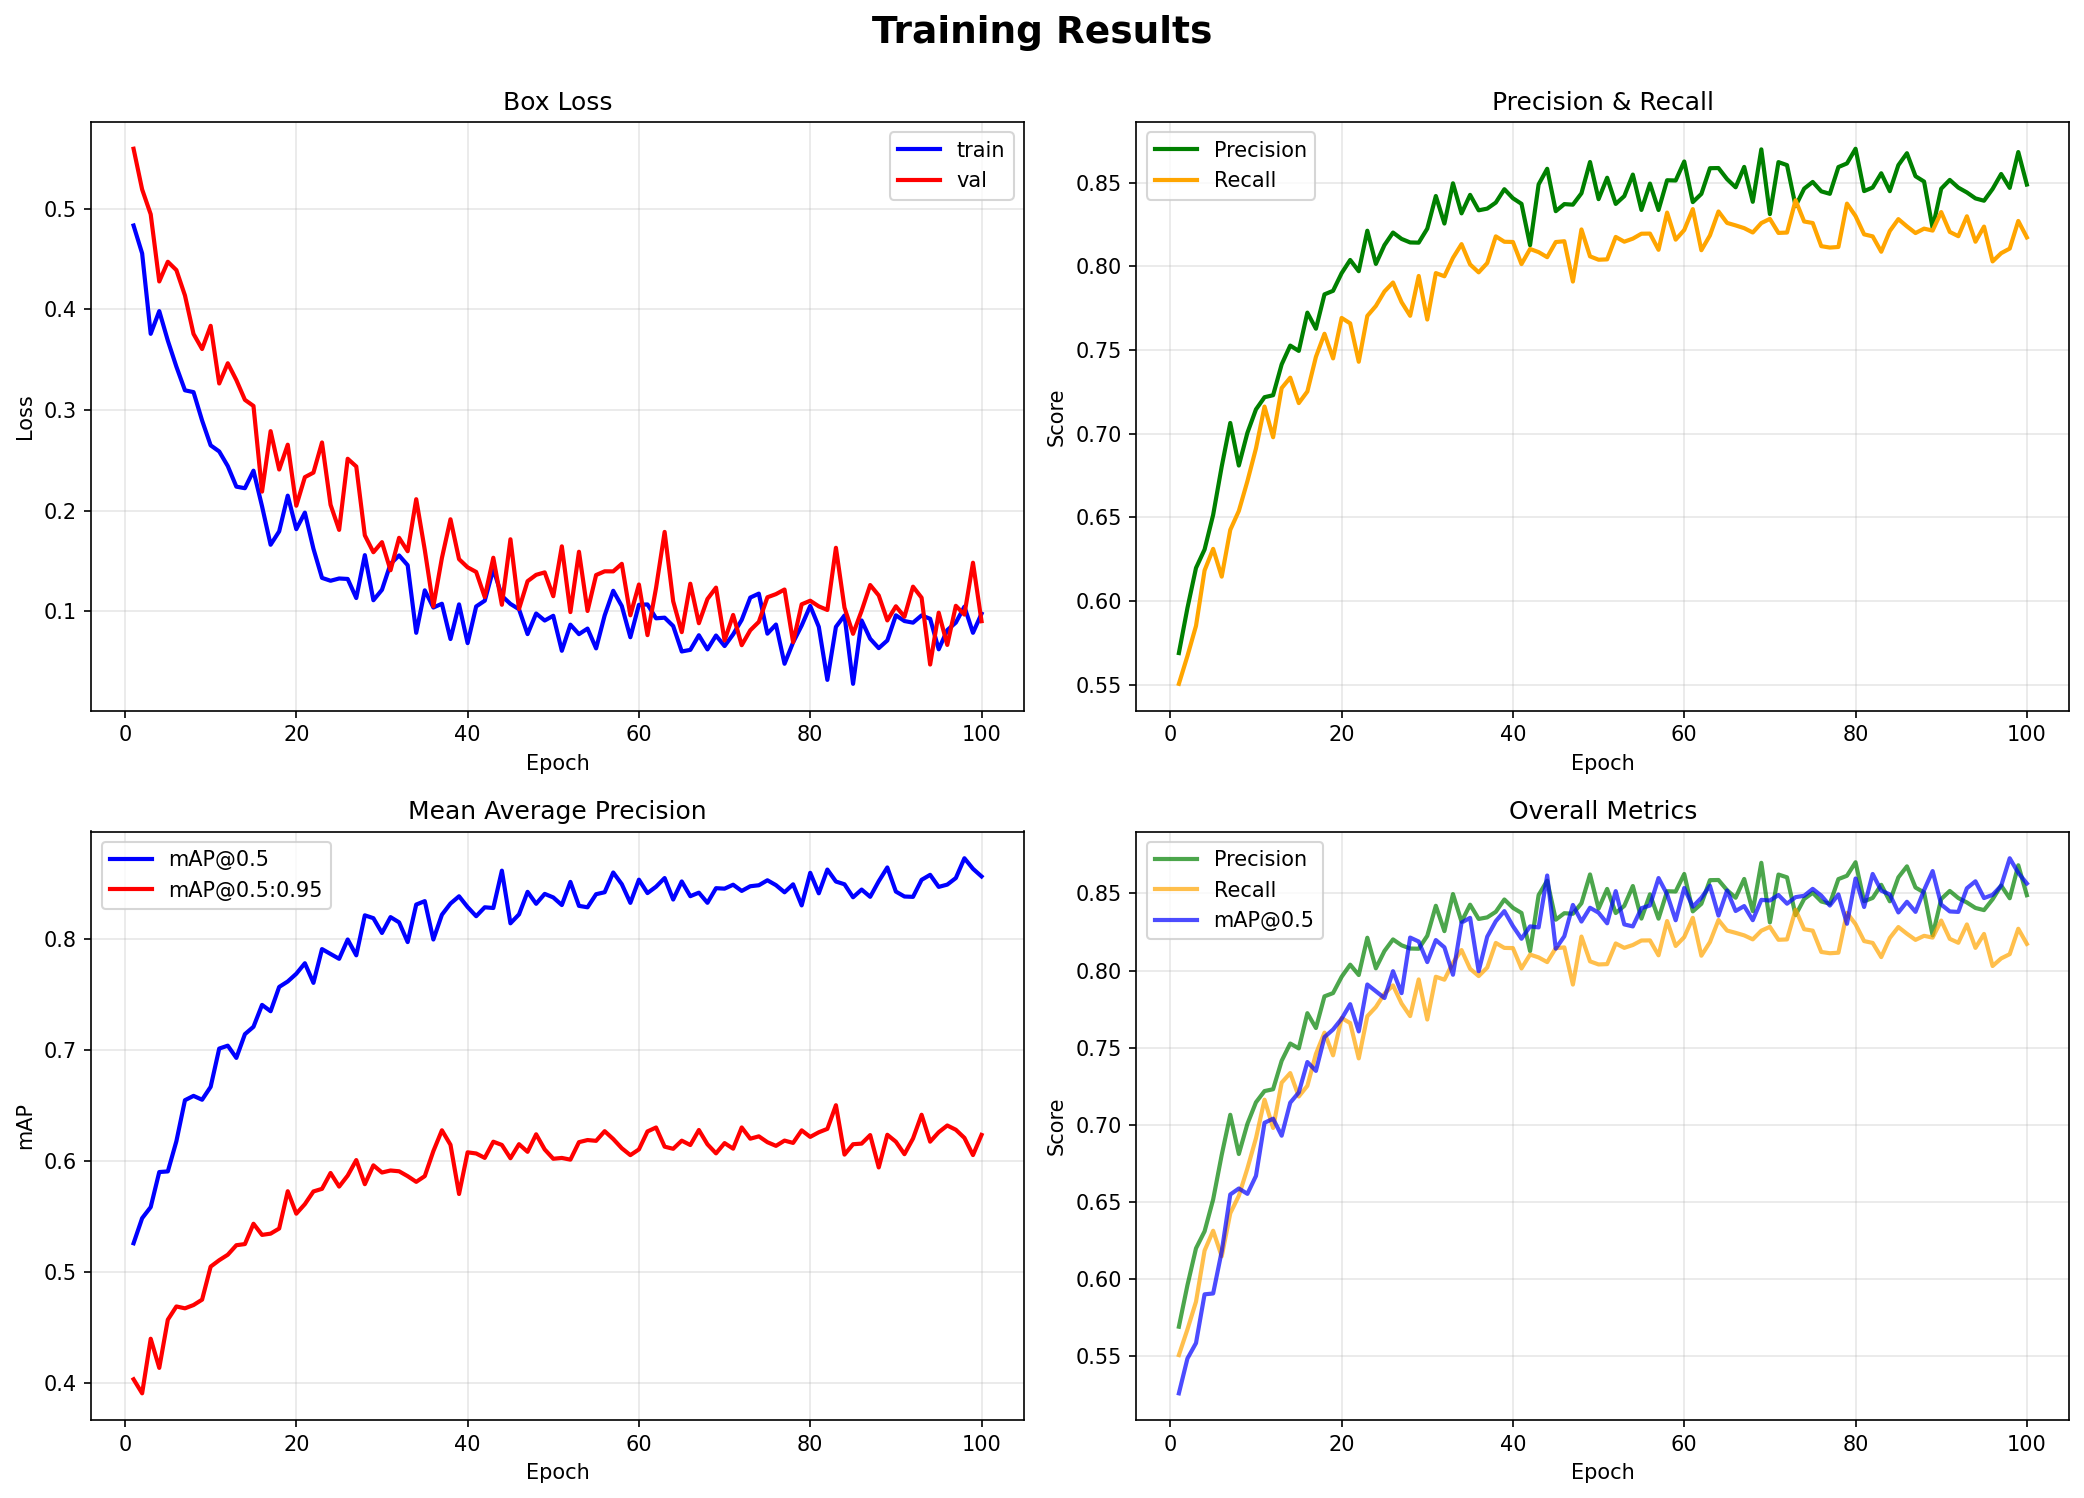 Training Results
Box Loss
train
val
0.5
0.4
0.3
0.2
0.1
Loss
0 20 40 60 80 100
Epoch
Precision & Recall
Precision
Recall
0.85
0.80
0.75
0.70
0.65
0.60
0.55
Score
0 20 40 60 80 100
Epoch
Mean Average Precision
mAP@0.5
mAP@0.5:0.95
0.8
0.7
0.6
0.5
0.4
mAP
0 20 40 60 80 100
Epoch
Overall Metrics
Precision
Recall
mAP@0.5
0.85
0.80
0.75
0.70
0.65
0.60
0.55
Score
0 20 40 60 80 100
Epoch